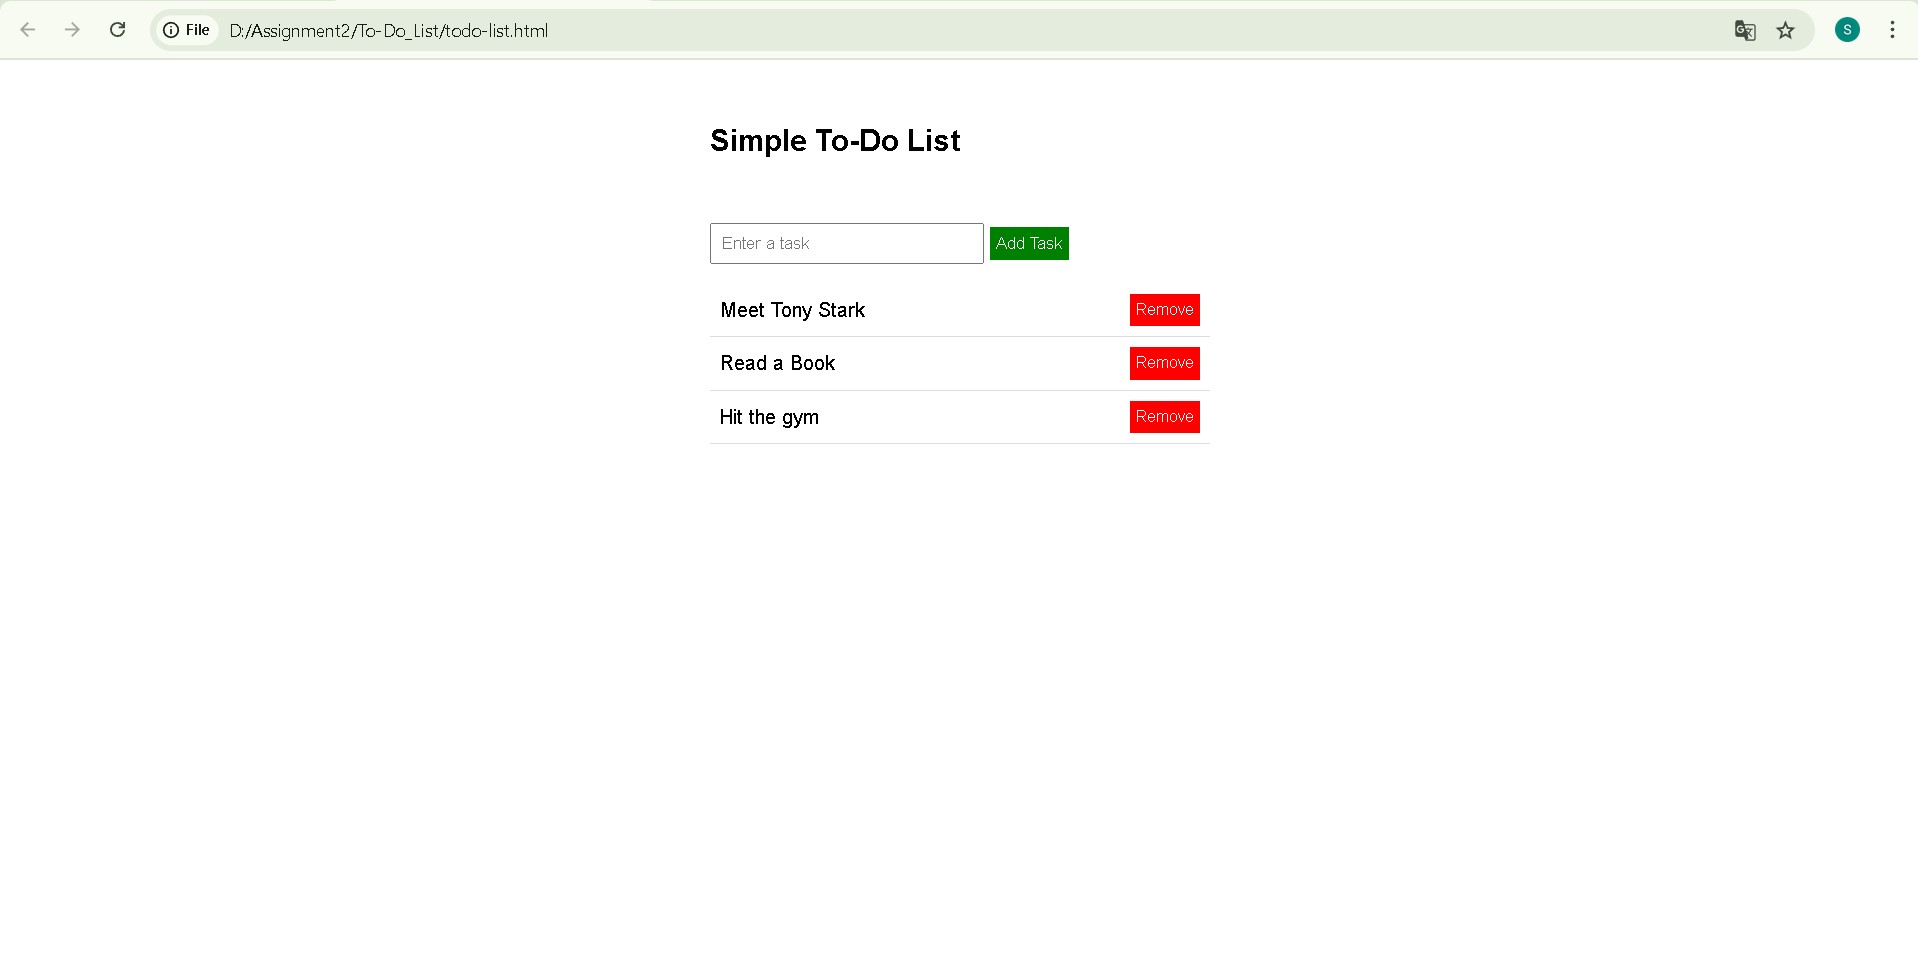 File D:/Assignment2/To-Do_List/todo-list.html S
Simple To-Do List
Enter a task Add Task
Meet Tony Stark Remove
Read a Book Remove
Hit the gym Remove